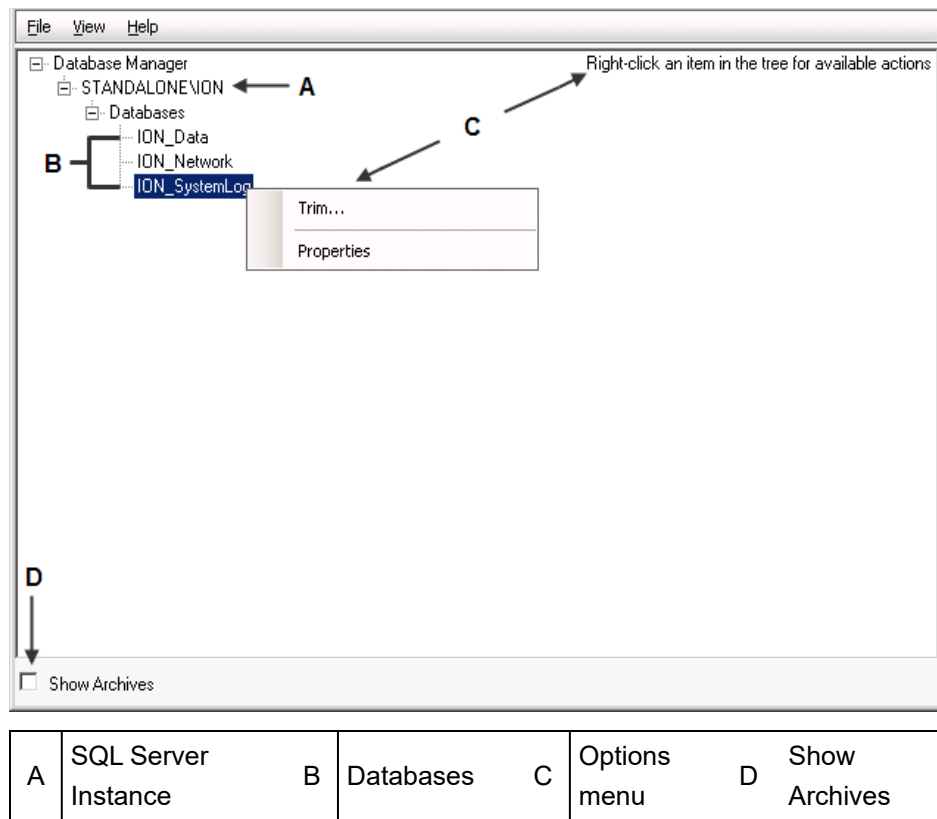 File View Help
Database Manager
Right-click an item in the tree for available actions
STANDALONE\ION
A
Databases
C
ION_Data
B
ION_Network
ION_SystemLog
Trim...
Properties
D
Show Archives
A SQL Server Instance B Databases C Options menu D Show Archives